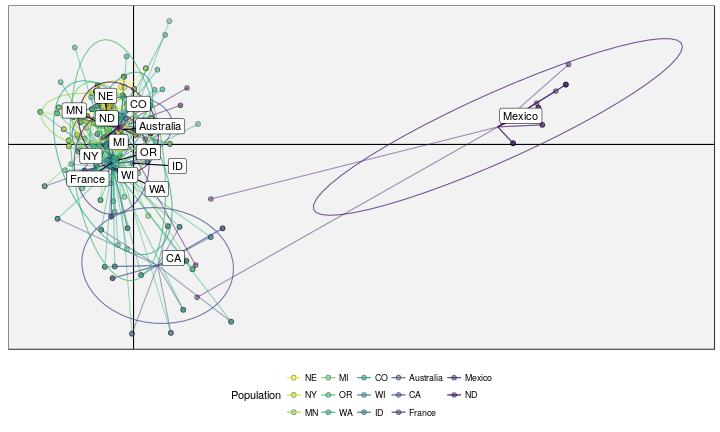 NE
MN
CO
ND
Australia
Mexico
MI
NY
OR
ID
France
WI
WA
CA
Population
NE MI CO Australia Mexico
NY OR WI CA ND
MN WA ID France